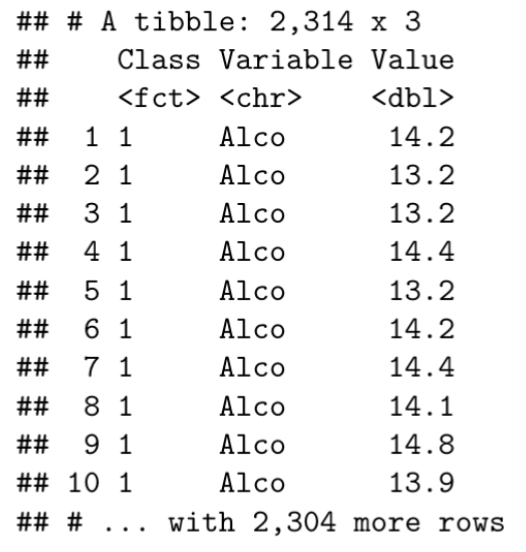 ## # A tibble: 2,314 x 3
##    Class Variable Value
##    <fct> <chr>    <dbl>
##  1 1     Alco      14.2
##  2 1     Alco      13.2
##  3 1     Alco      13.2
##  4 1     Alco      14.4
##  5 1     Alco      13.2
##  6 1     Alco      14.2
##  7 1     Alco      14.4
##  8 1     Alco      14.1
##  9 1     Alco      14.8
## 10 1     Alco      13.9
## # ... with 2,304 more rows